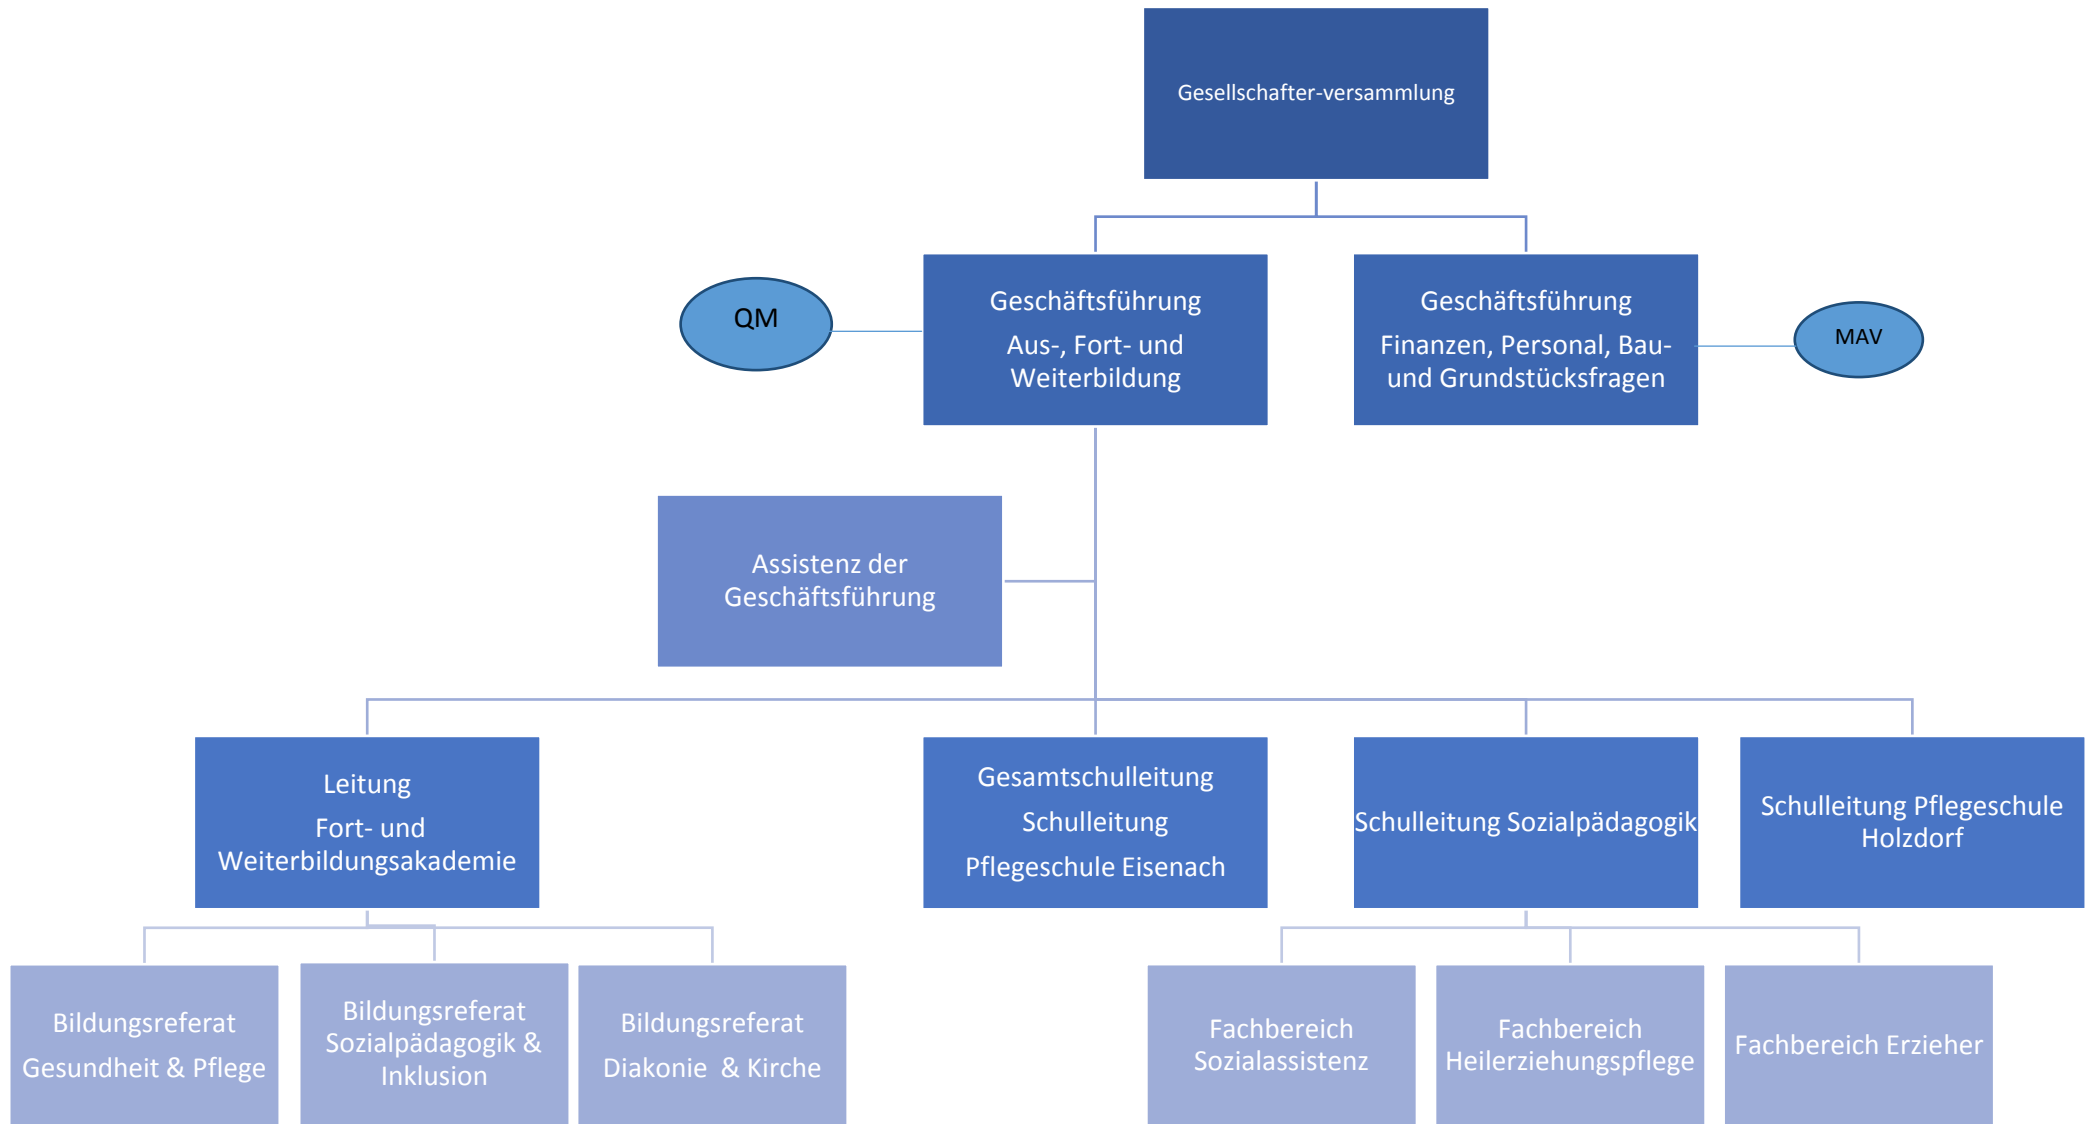 Gesellschafter-versammlung
QM
Geschäftsführung
Aus-, Fort- und
Weiterbildung
Geschäftsführung
Finanzen, Personal, Bau-
und Grundstücksfragen
MAV
Assistenz der
Geschäftsführung
Leitung
Fort- und
Weiterbildungsakademie
Gesamtschulleitung
Schulleitung
Pflegeschule Eisenach
Schulleitung Sozialpädagogik
Schulleitung Pflegeschule
Holzdorf
Bildungsreferat
Gesundheit & Pflege
Bildungsreferat
Sozialpädagogik &
Inklusion
Bildungsreferat
Diakonie  & Kirche
Fachbereich
Sozialassistenz
Fachbereich
Heilerziehungspflege
Fachbereich Erzieher